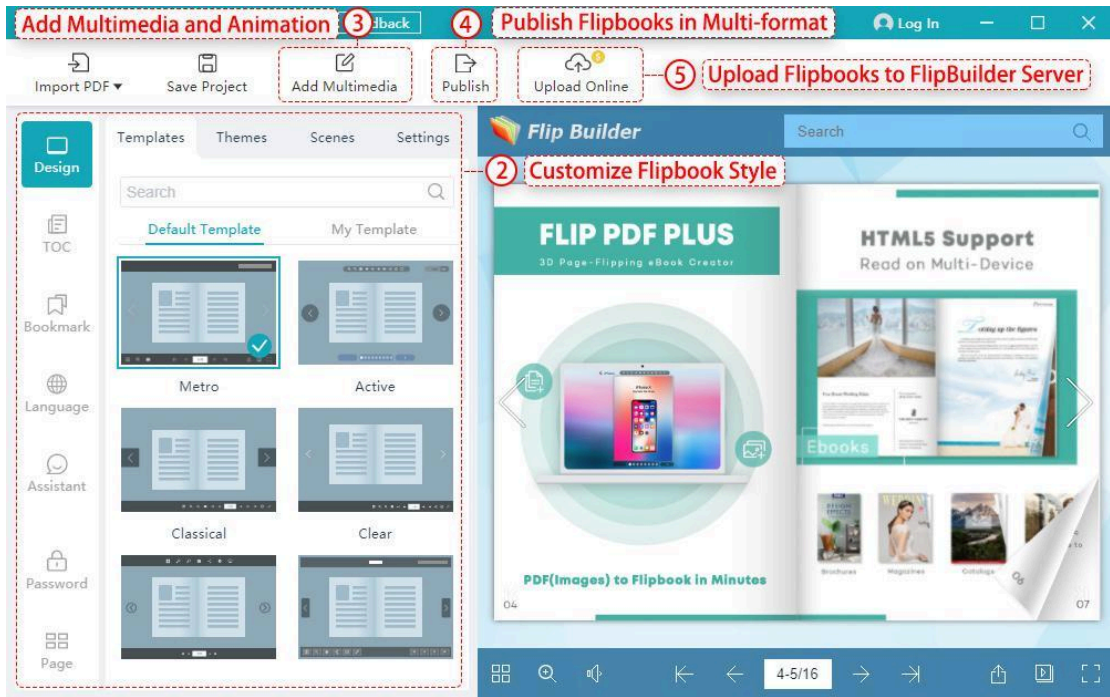 Add Multimedia and Animation
3
dback
4
Publish Flipbooks in Multi-format
Log In
Import PDF
Save Project
Add Multimedia
Publish
Upload Online
$
5
Upload Flipbooks to FlipBuilder Server
Design
TOC
Bookmark
Language
Assistant
Password
Page
Templates
Themes
Scenes
Settings
Search
Default Template
My Template
Metro
Active
Classical
Clear
Flip Builder
Search
2
Customize Flipbook Style
FLIP PDF PLUS
3D Page-Flipping eBook Creator
PDF(Images) to Flipbook in Minutes
04
HTML5 Support
Read on Multi-Device
Ebooks
Brochures
Magazines
Catalogs
06
07
4-5/16